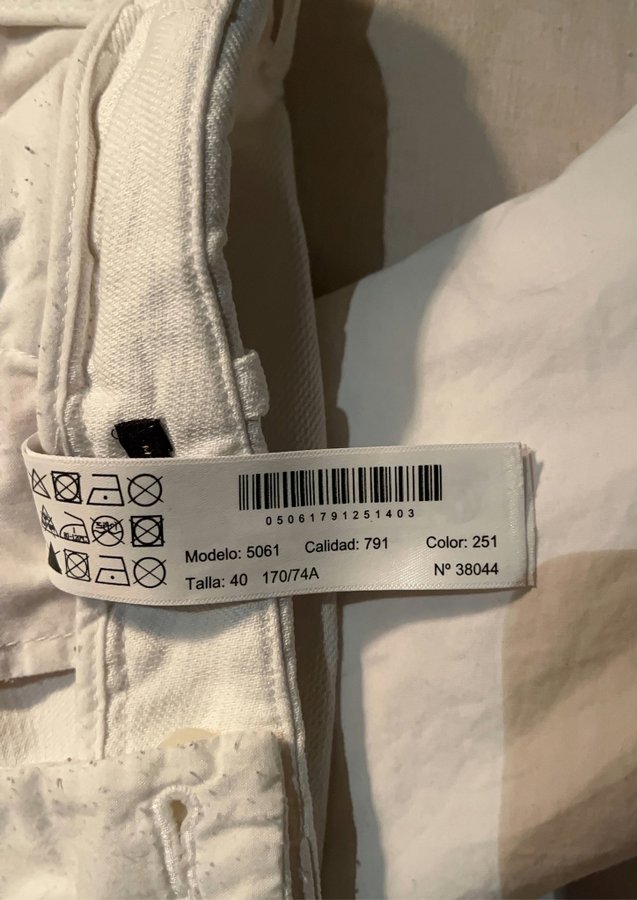 05061791251403
Modelo: 5061 Calidad: 791 Color: 251
Talla: 40 170/74A Nº 38044